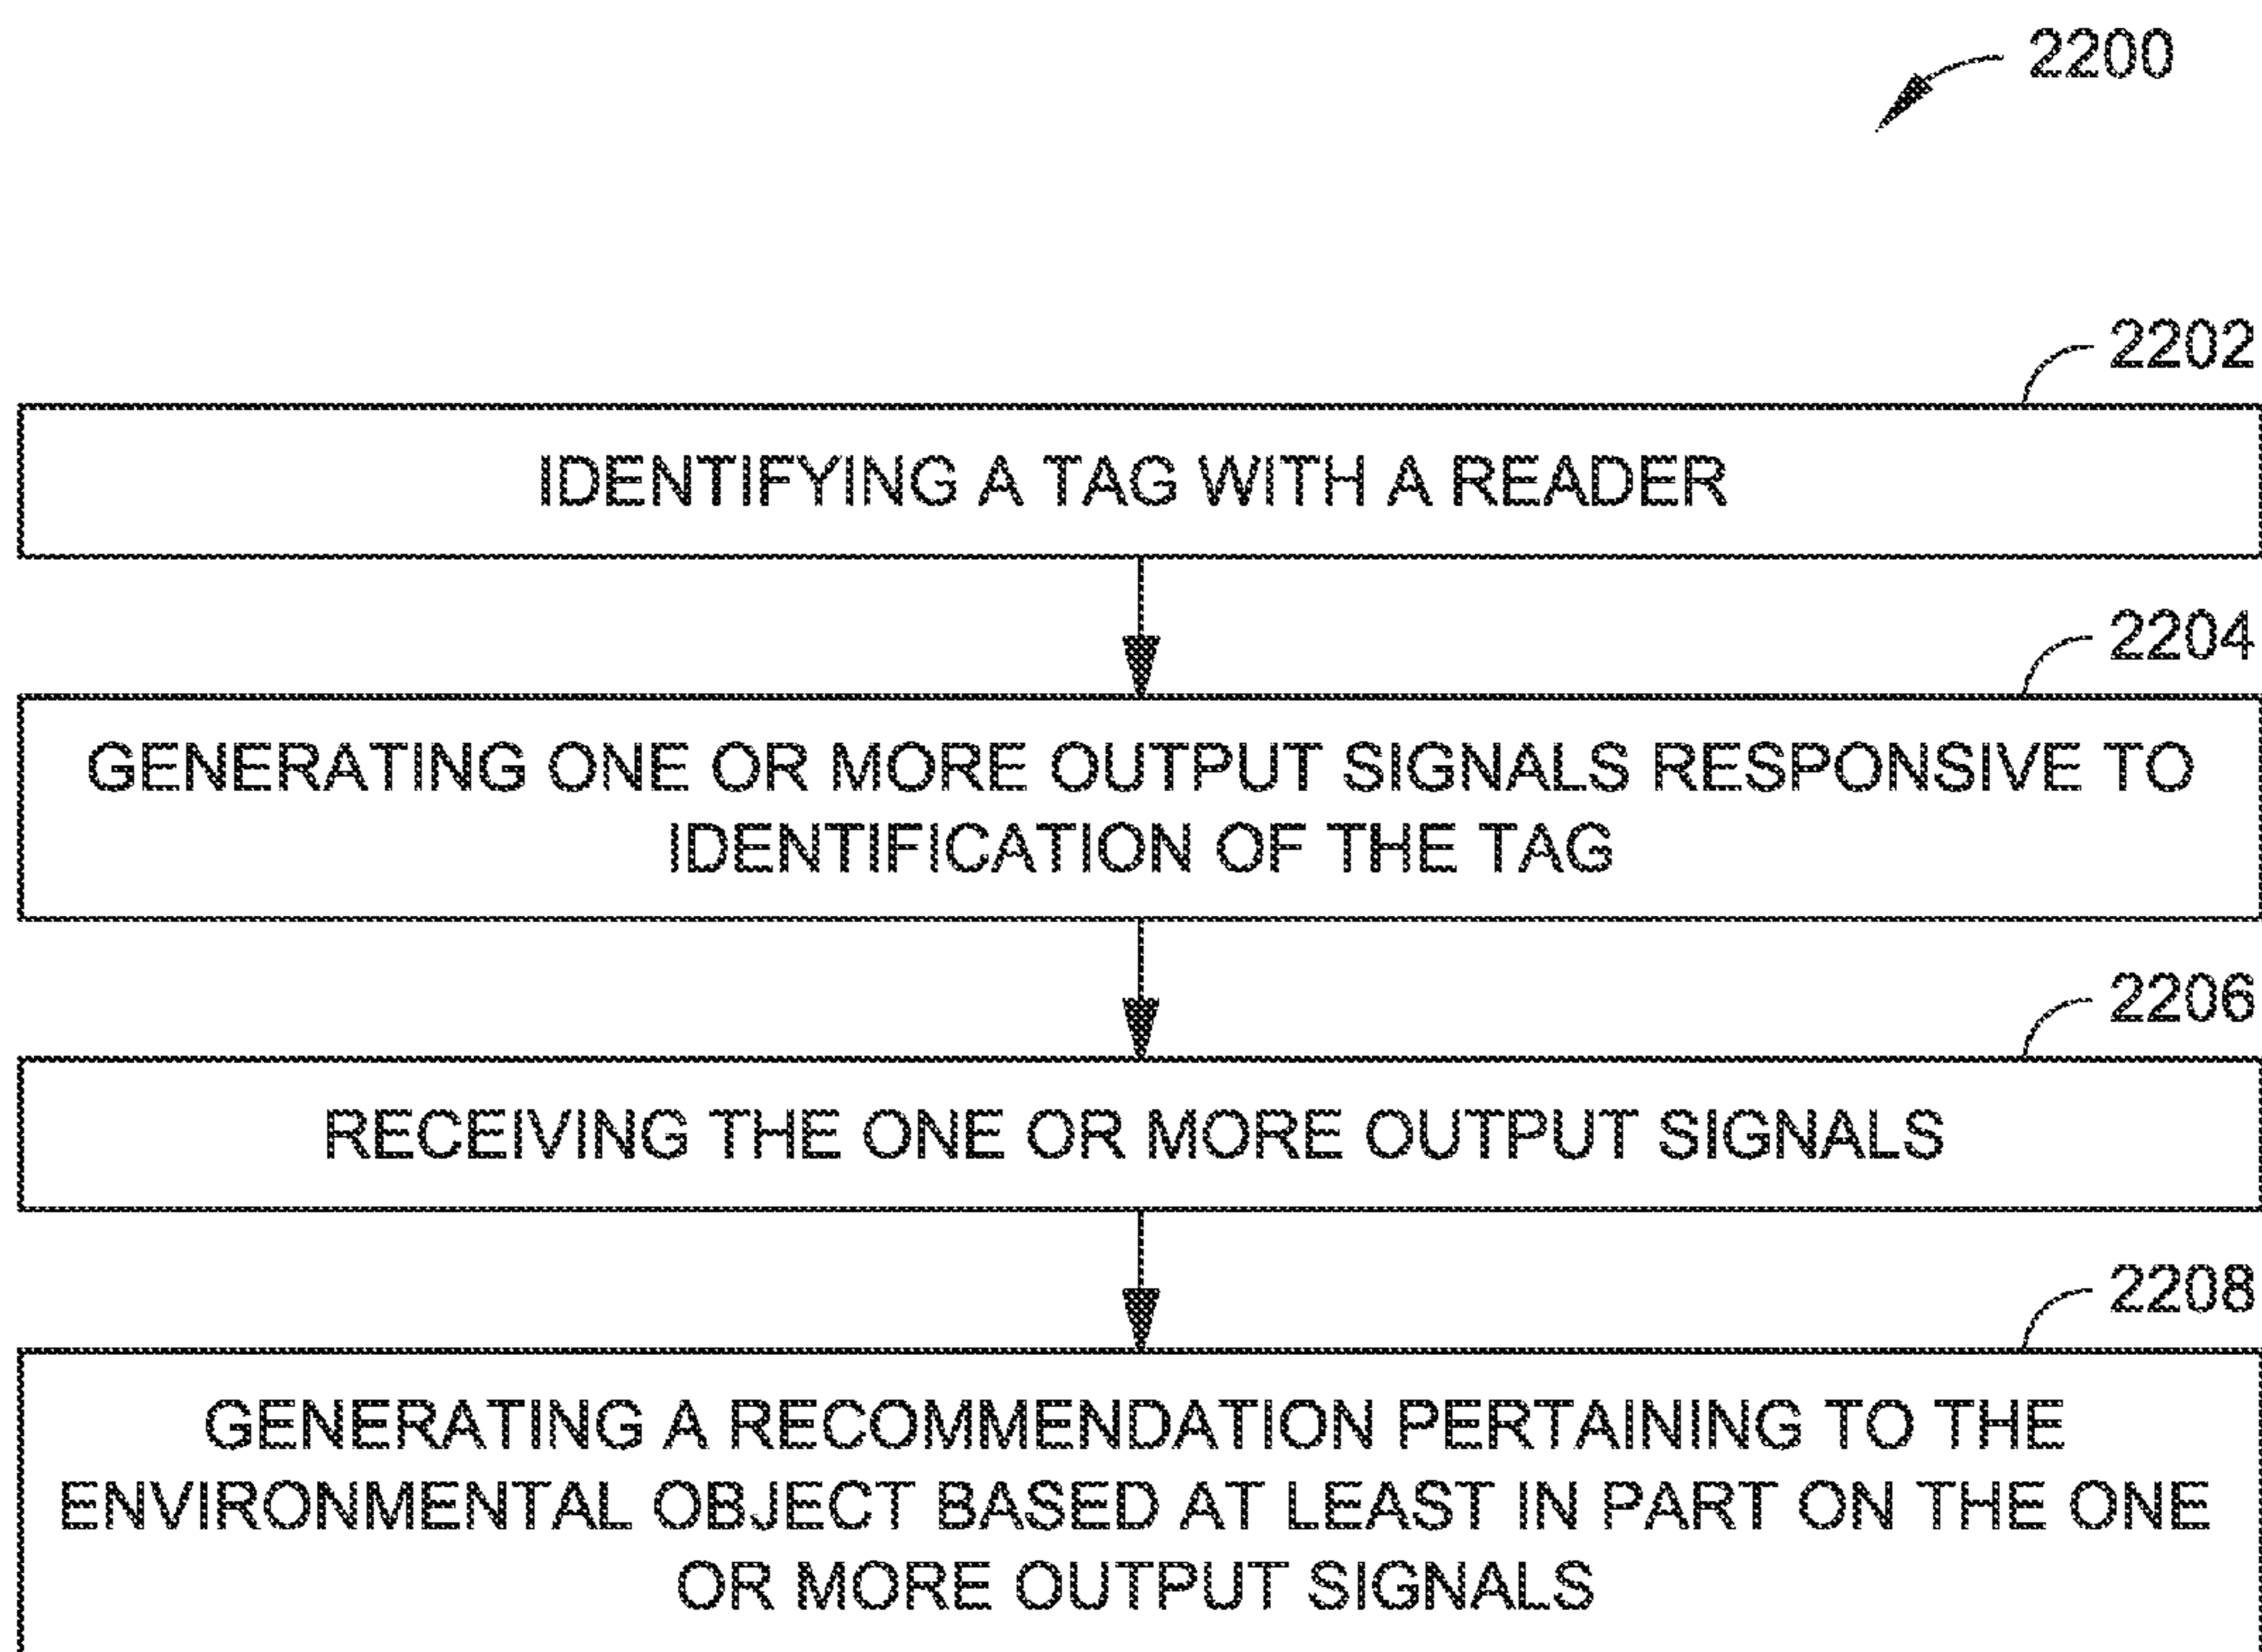 2200
2202
IDENTIFYING A TAG WITH A READER
2204
GENERATING ONE OR MORE OUTPUT SIGNALS RESPONSIVE TO
IDENTIFICATION OF THE TAG
2206
RECEIVING THE ONE OR MORE OUTPUT SIGNALS
2208
GENERATING A RECOMMENDATION PERTAINING TO THE
ENVIRONMENTAL OBJECT BASED AT LEAST IN PART ON THE ONE
OR MORE OUTPUT SIGNALS